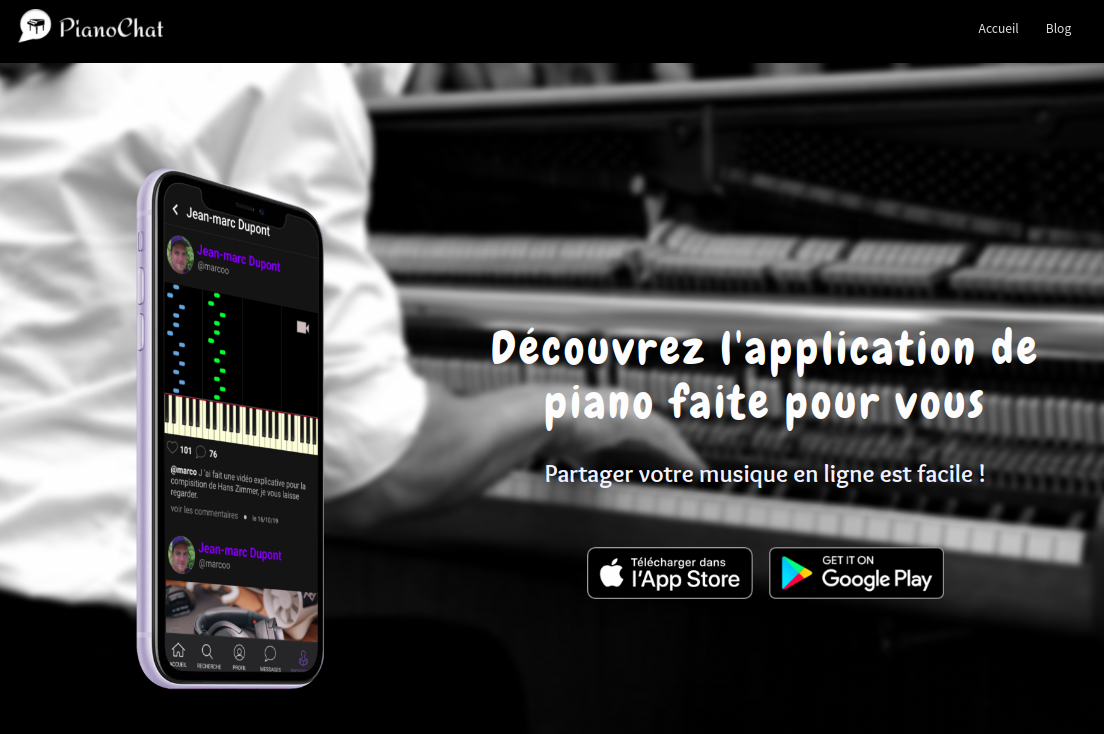 PianoChat
Accueil Blog
Jean-marc Dupont
Jean-marc Dupont
@marcoo
101 76
@marco J 'ai fait une vidéo explicative pour la
compisition de Hans Zimmer, je vous laisse
regarder.
voir les commentaires • le 16/10/19
Jean-marc Dupont
@marcoo
ACCUEIL RECHERCHE PROFIL MESSAGES
Découvrez l'application de
piano faite pour vous
Partager votre musique en ligne est facile !
Télécharger dans
l'App Store
GET IT ON
Google Play